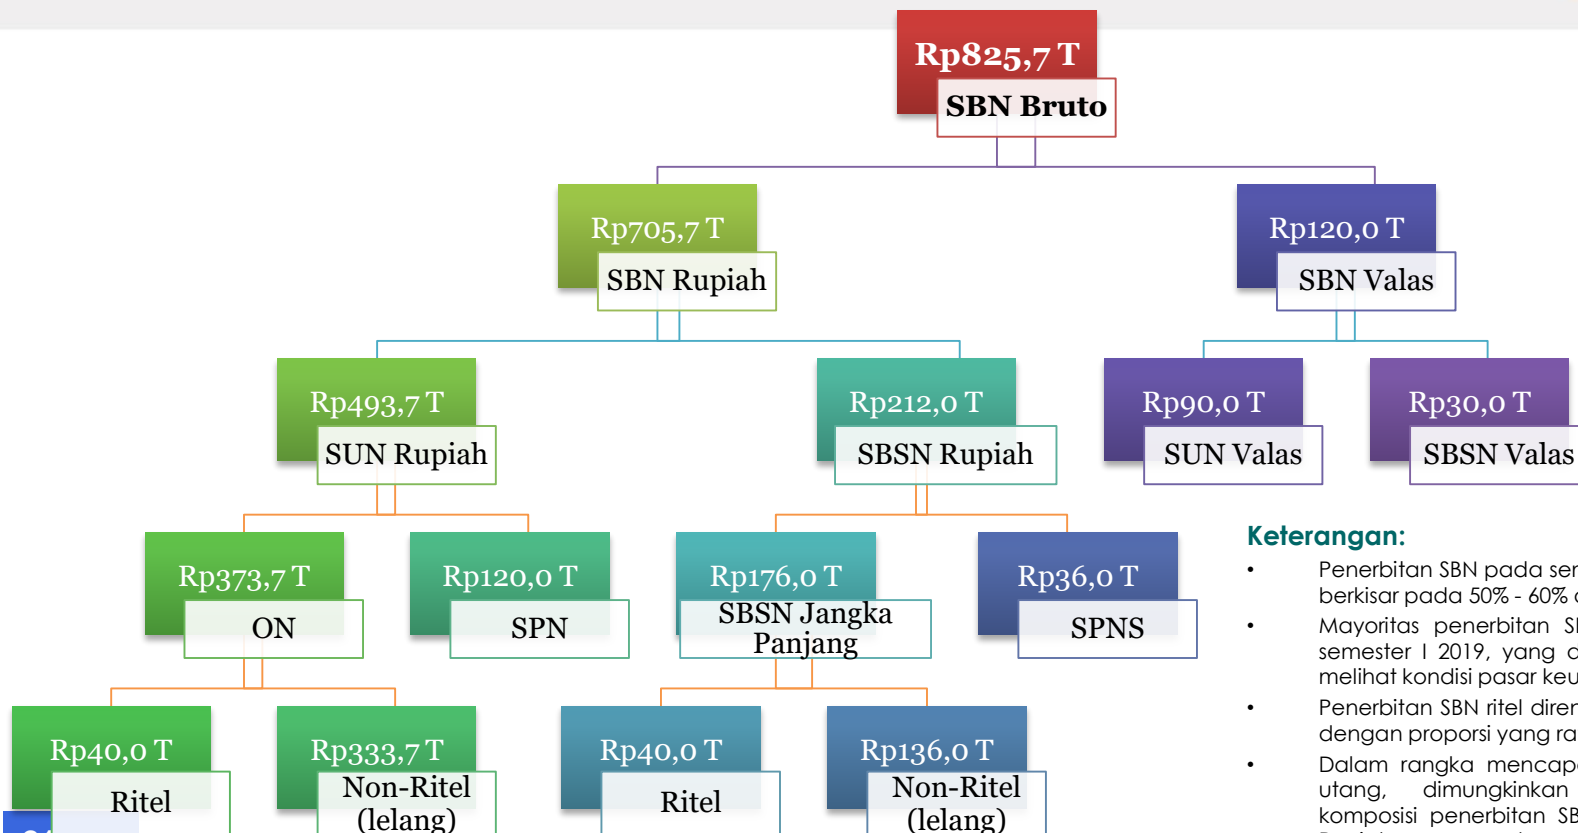 Rp825,7 T
SBN Bruto
Rp705,7 T
SBN Rupiah
Rp120,0 T
SBN Valas
Rp493,7 T
SUN Rupiah
Rp212,0 T
SBSN Rupiah
Rp90,0 T
SUN Valas
Rp30,0 T
SBSN Valas
Rp373,7 T
ON
Rp120,0 T
SPN
Rp176,0 T
SBSN Jangka
Panjang
Rp36,0 T
SPNS
Rp40,0 T
Ritel
Rp333,7 T
Non-Ritel
(lelang)
Rp40,0 T
Ritel
Rp136,0 T
Non-Ritel
(lelang)
Keterangan:
• Penerbitan SBN pada
berkisar pada 50% - 60%
• Mayoritas penerbitan
semester I 2019, yang
melihat kondisi pasar
• Penerbitan SBN ritel
dengan proporsi yang
• Dalam rangka
utang, dimungkinkan
komposisi penerbitan